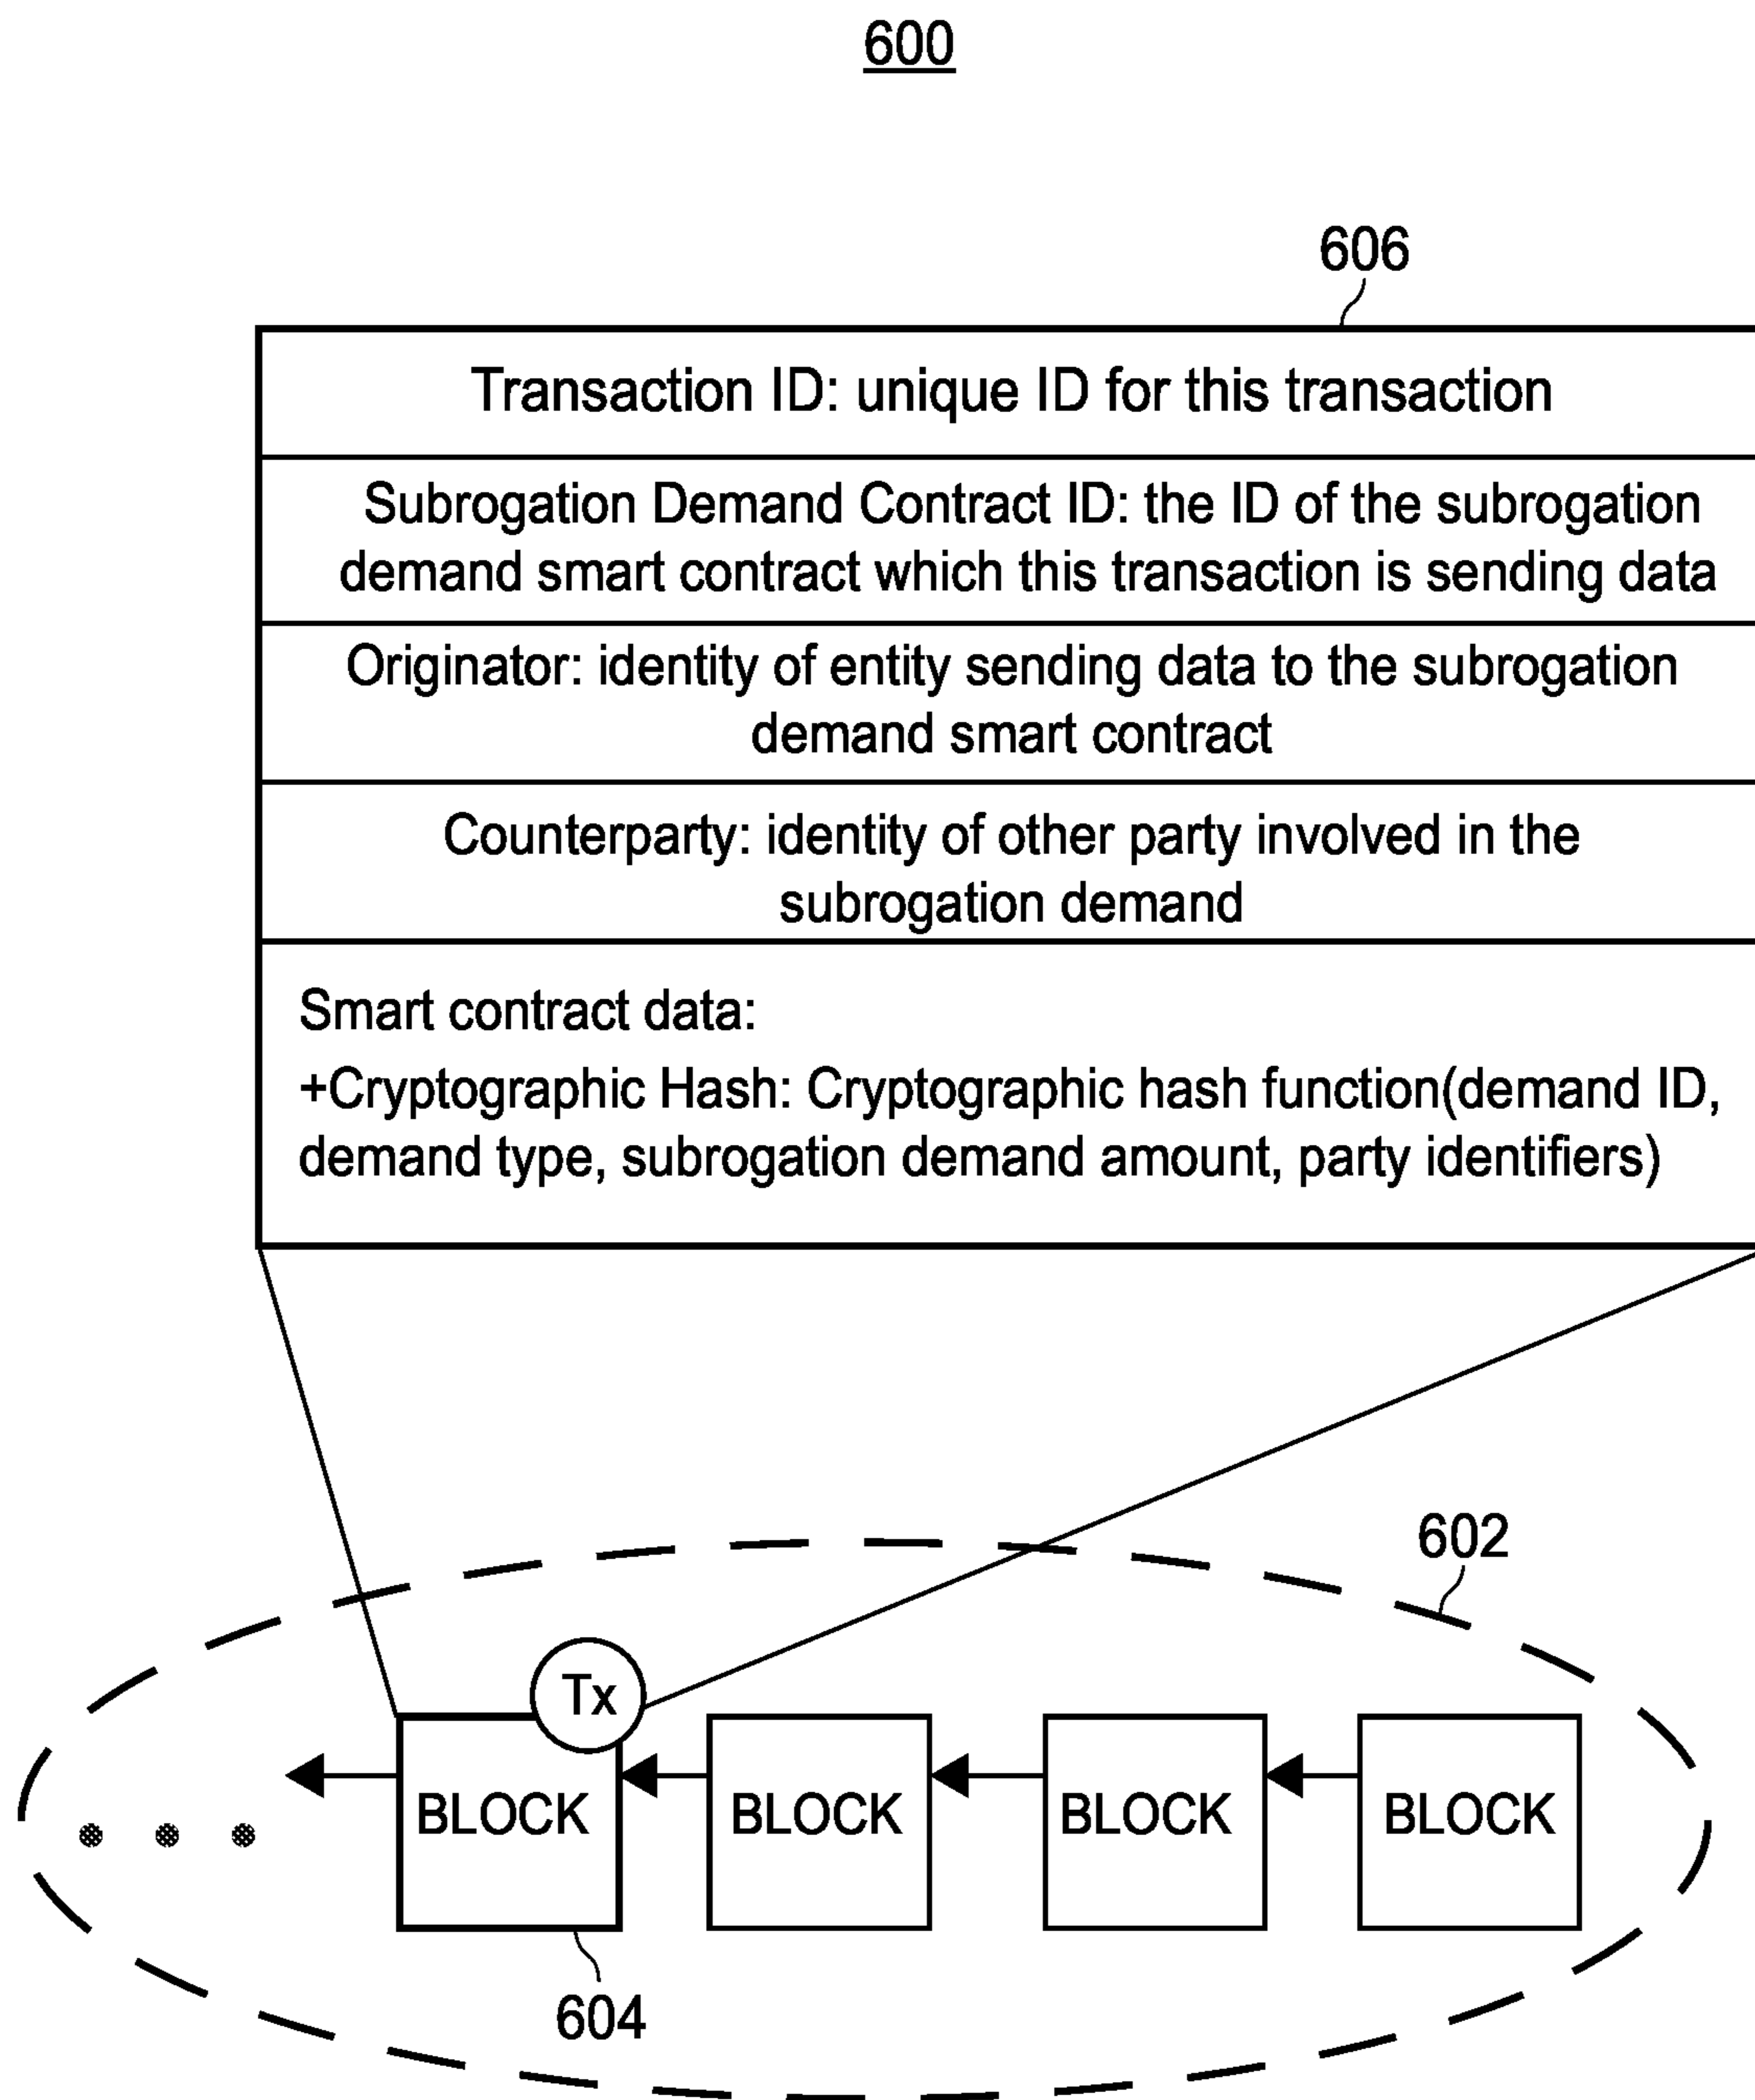 600
606
Transaction ID: unique ID for this transaction
Subrogation Demand Contract ID: the ID of the subrogation
demand smart contract which this transaction is sending data
Originator: identity of entity sending data to the subrogation
demand smart contract
Counterparty: identity of other party involved in the
subrogation demand
Smart contract data:
+Cryptographic Hash: Cryptographic hash function(demand ID,
demand type, subrogation demand amount, party identifiers)
602
Tx
BLOCK BLOCK BLOCK BLOCK
604